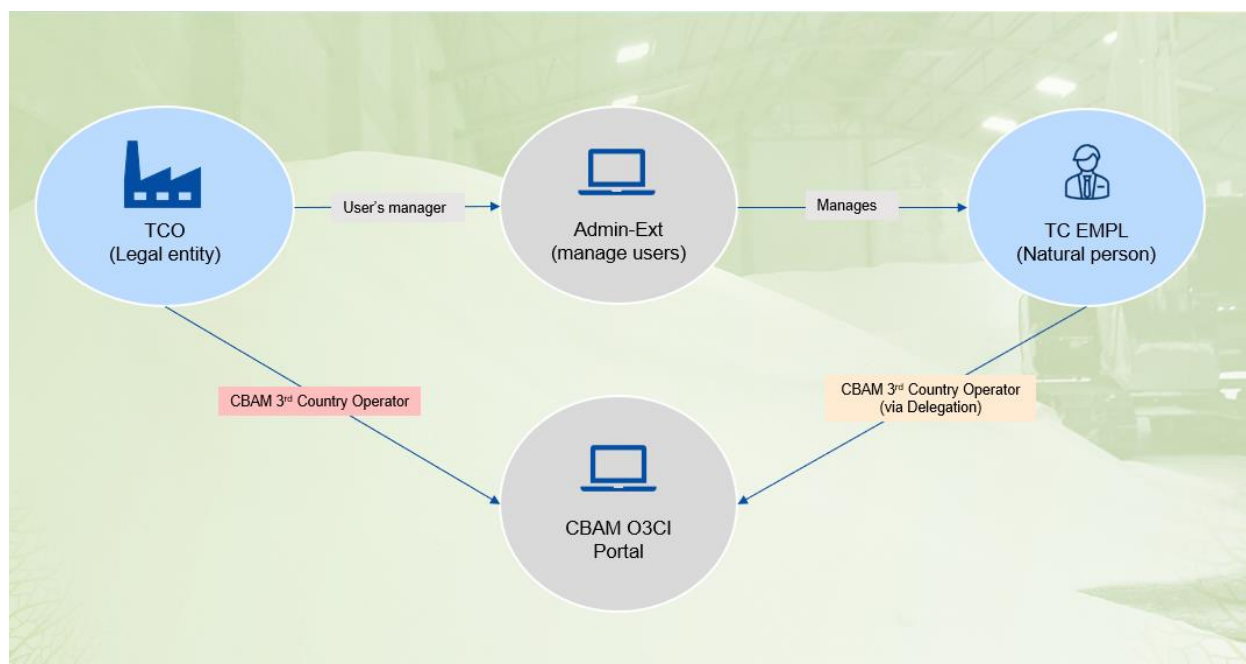 TCO
(Legal entity)
User's manager
Admin-Ext
(manage users)
Manages
TC EMPL
(Natural person)
CBAM 3rd Country Operator
CBAM 3rd Country Operator
(via Delegation)
CBAM O3CI
Portal